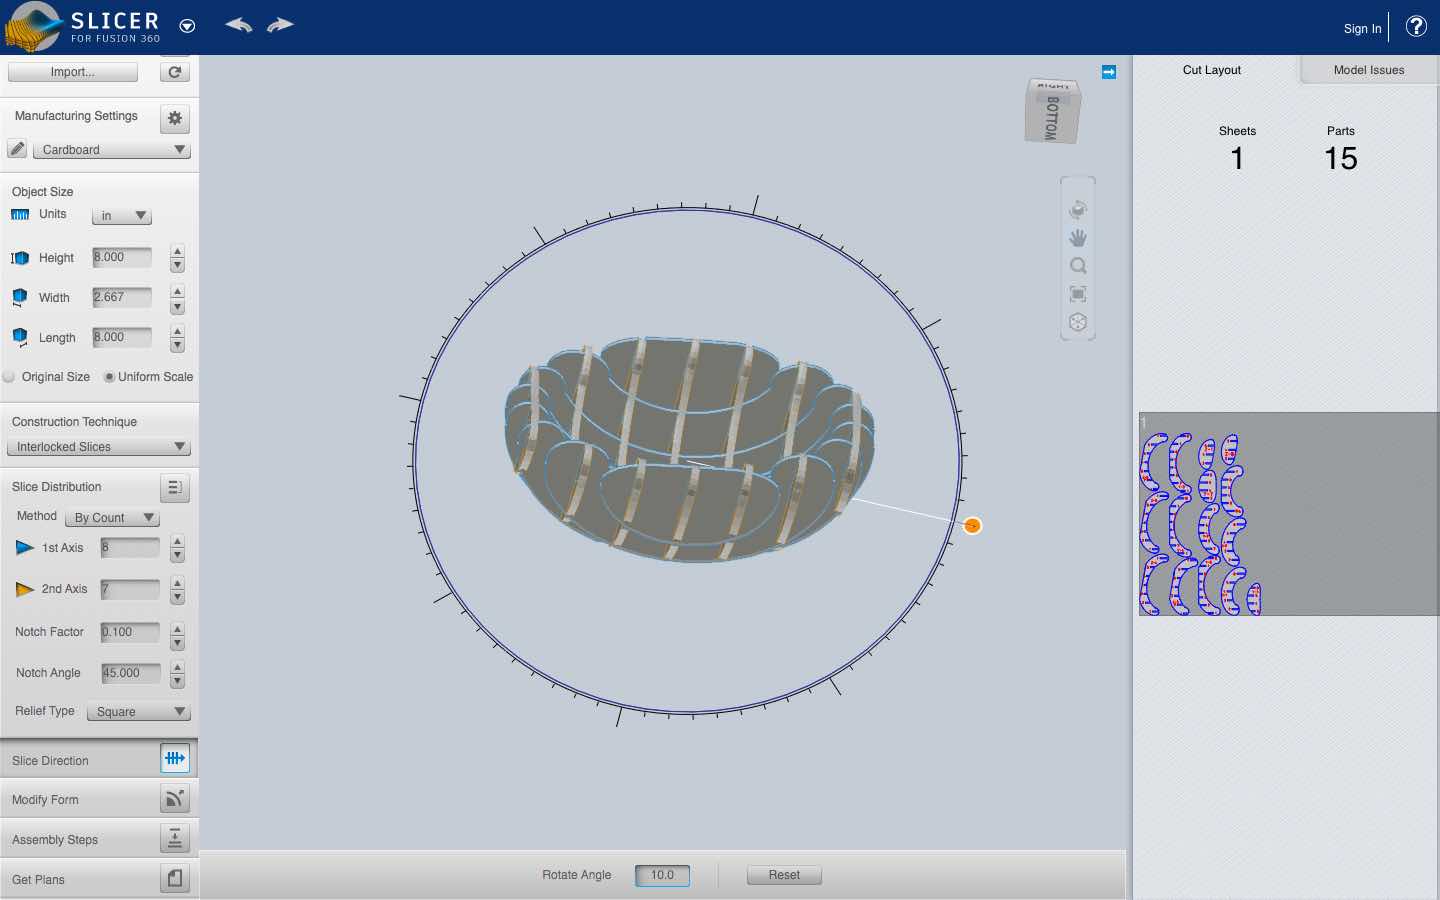 SLICER
FOR FUSION 360
Sign In
?
Import...
Manufacturing Settings
Cardboard
Object Size
Units
in
Height
8.000
Width
2.667
Length
8.000
Original Size
Uniform Scale
Construction Technique
Interlocked Slices
Slice Distribution
Method
By Count
1st Axis
8
2nd Axis
7
Notch Factor
0.100
Notch Angle
45.000
Relief Type
Square
Slice Direction
Modify Form
Assembly Steps
Get Plans
RIGHT
BOTTOM
Rotate Angle
10.0
Reset
Cut Layout
Model Issues
Sheets
Parts
1
15
1